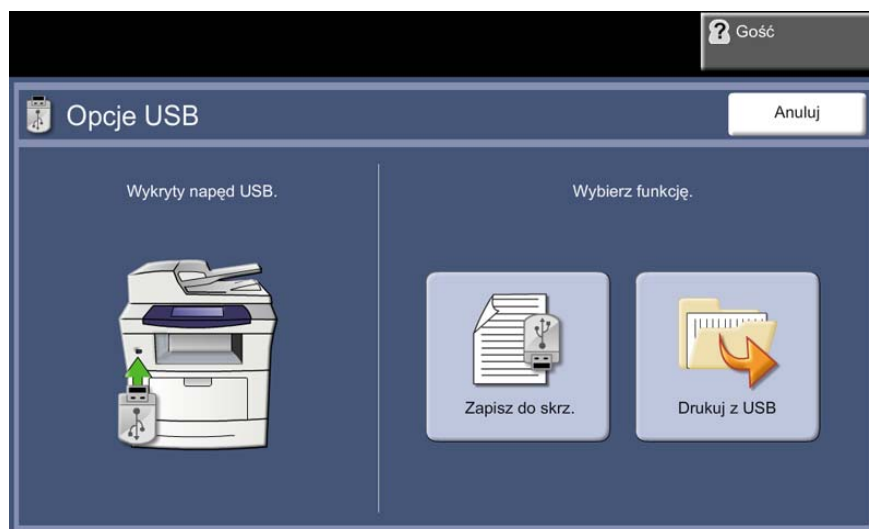 Gość
Opcje USB
Anuluj
Wykryty napęd USB.
Wybierz funkcję.
Zapisz do skrz.
Drukuj z USB